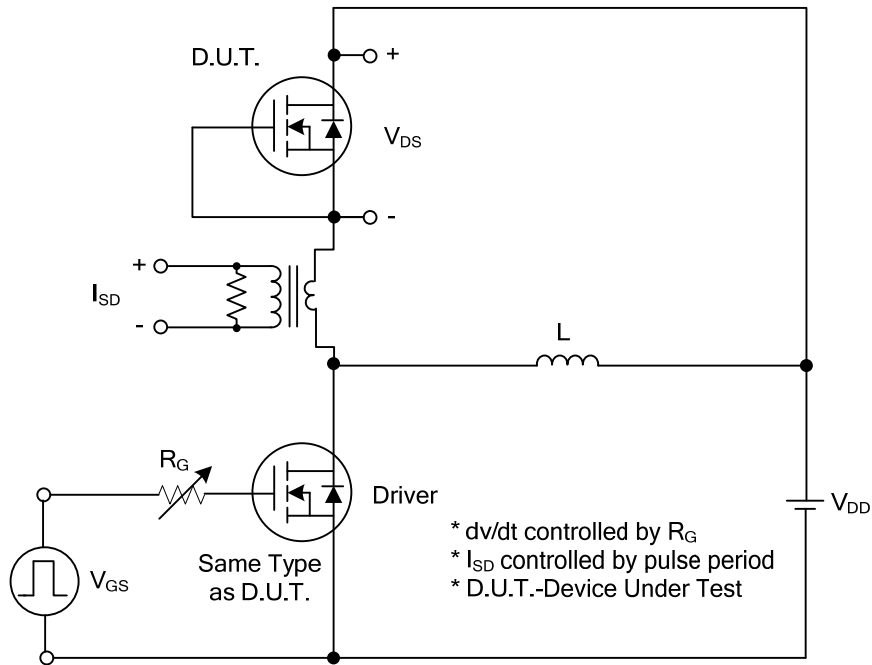 D.U.T.
+
V_DS
-
+
I_SD
-
L
R_G
Driver
V_DD
V_GS
Same Type
as D.U.T.
* dv/dt controlled by R_G
* I_SD controlled by pulse period
* D.U.T.-Device Under Test